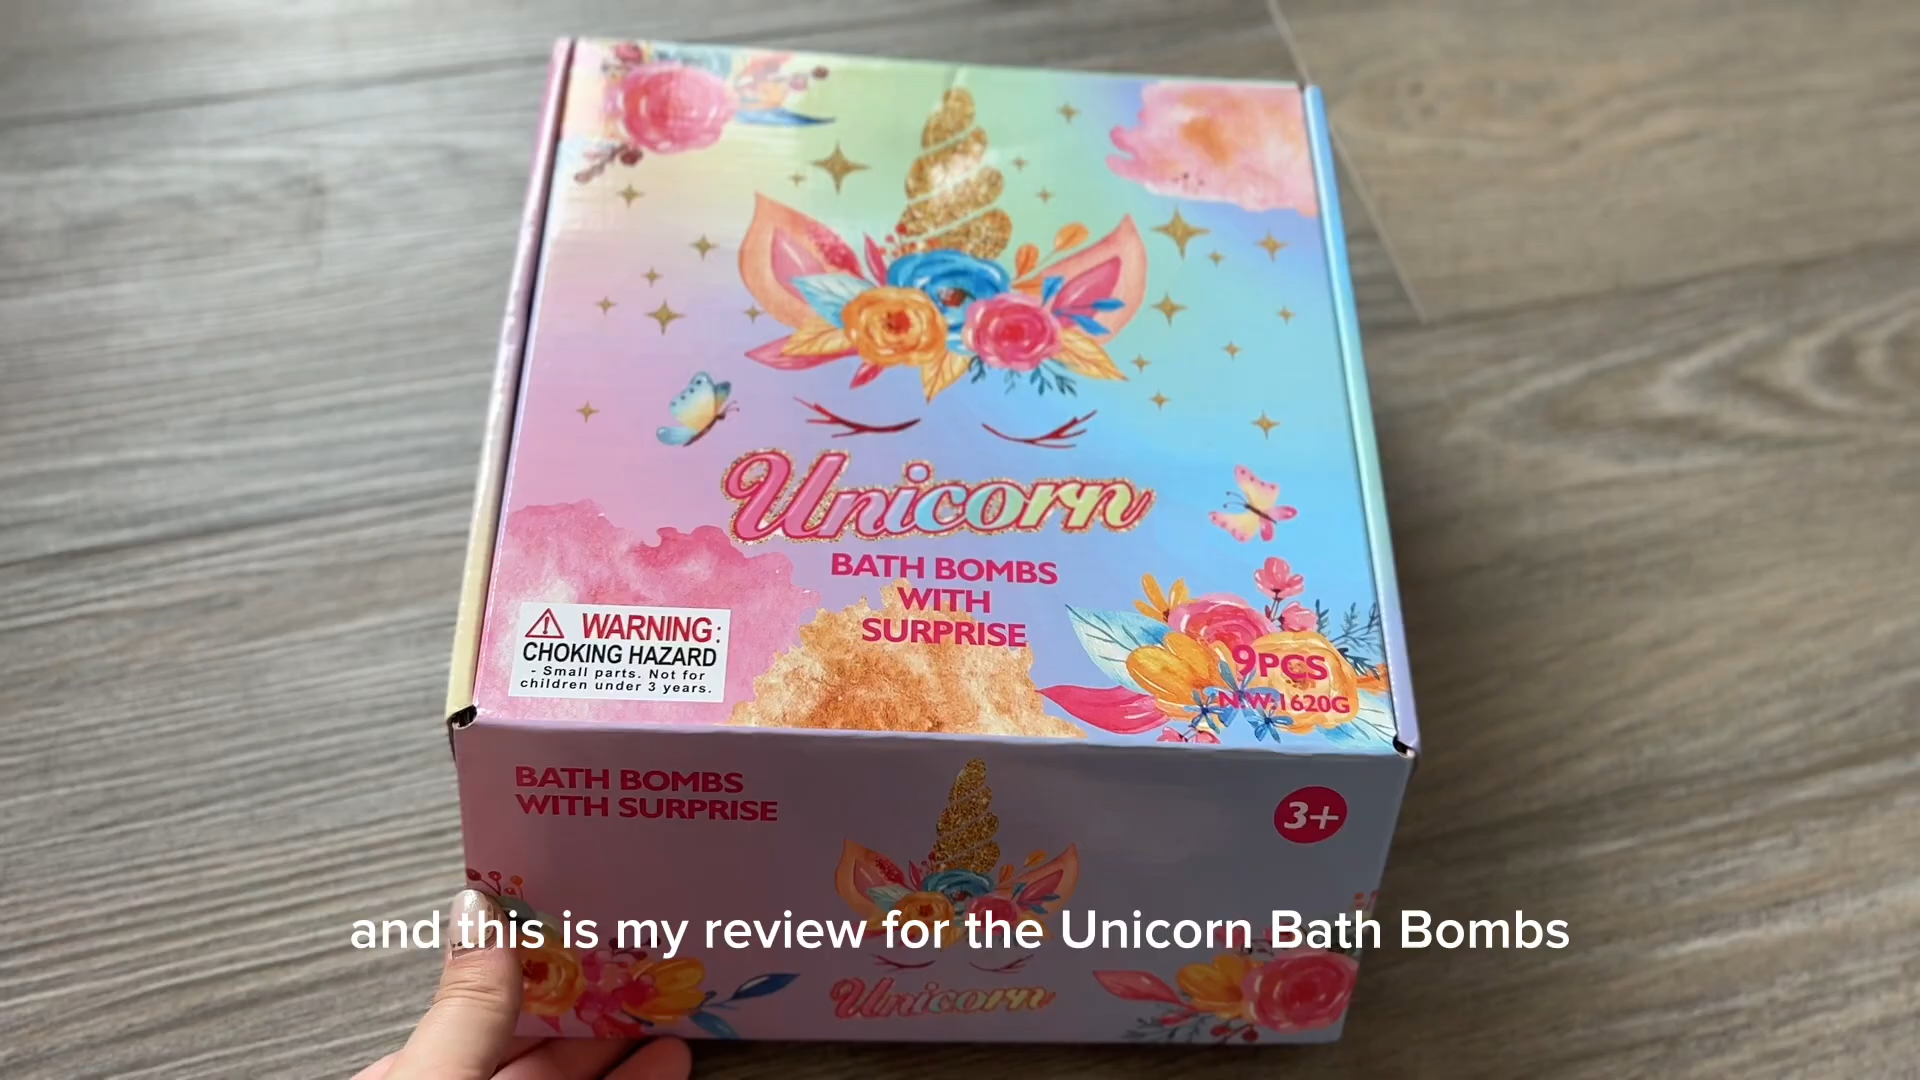 Unicorn
BATH BOMBS
WITH
SURPRISE
WARNING:
CHOKING HAZARD
- Small parts. Not for
children under 3 years.
9PCS
N.W:1620G
BATH BOMBS
WITH SURPRISE
3+
and this is my review for the Unicorn Bath Bombs
Unicorn